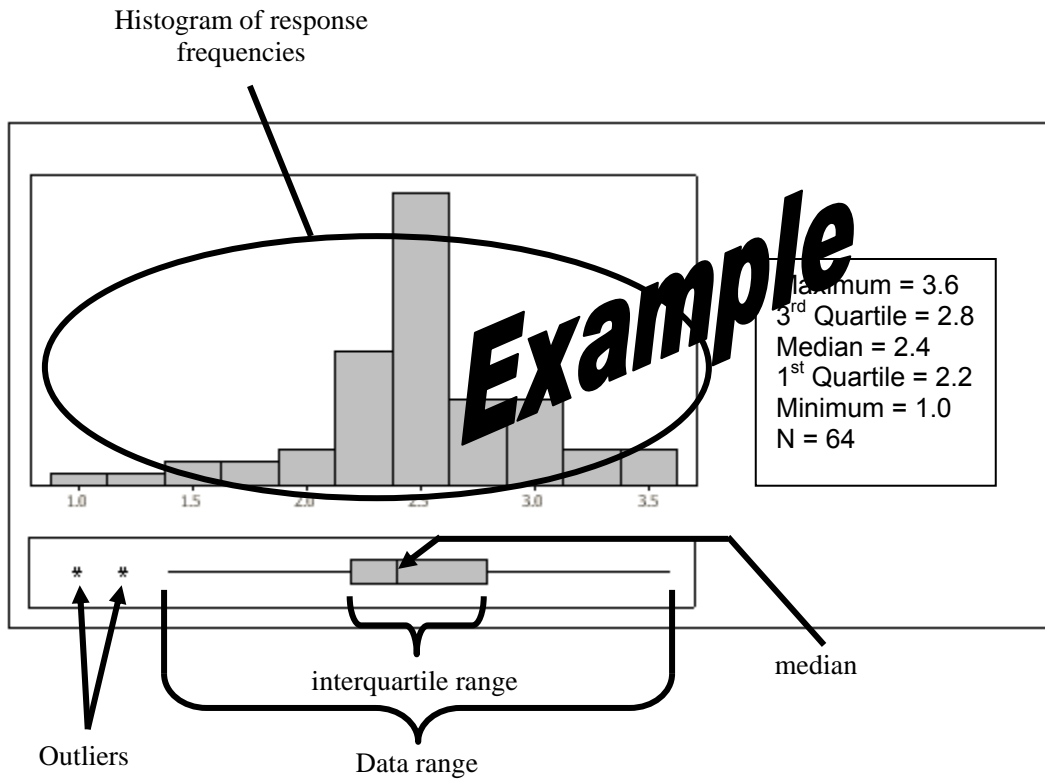 Histogram of response
frequencies
Example
Maximum = 3.6
3rd Quartile = 2.8
Median = 2.4
1st Quartile = 2.2
Minimum = 1.0
N = 64
1.0 1.5 2.0 2.5 3.0 3.5
* *
median
interquartile range
Outliers
Data range